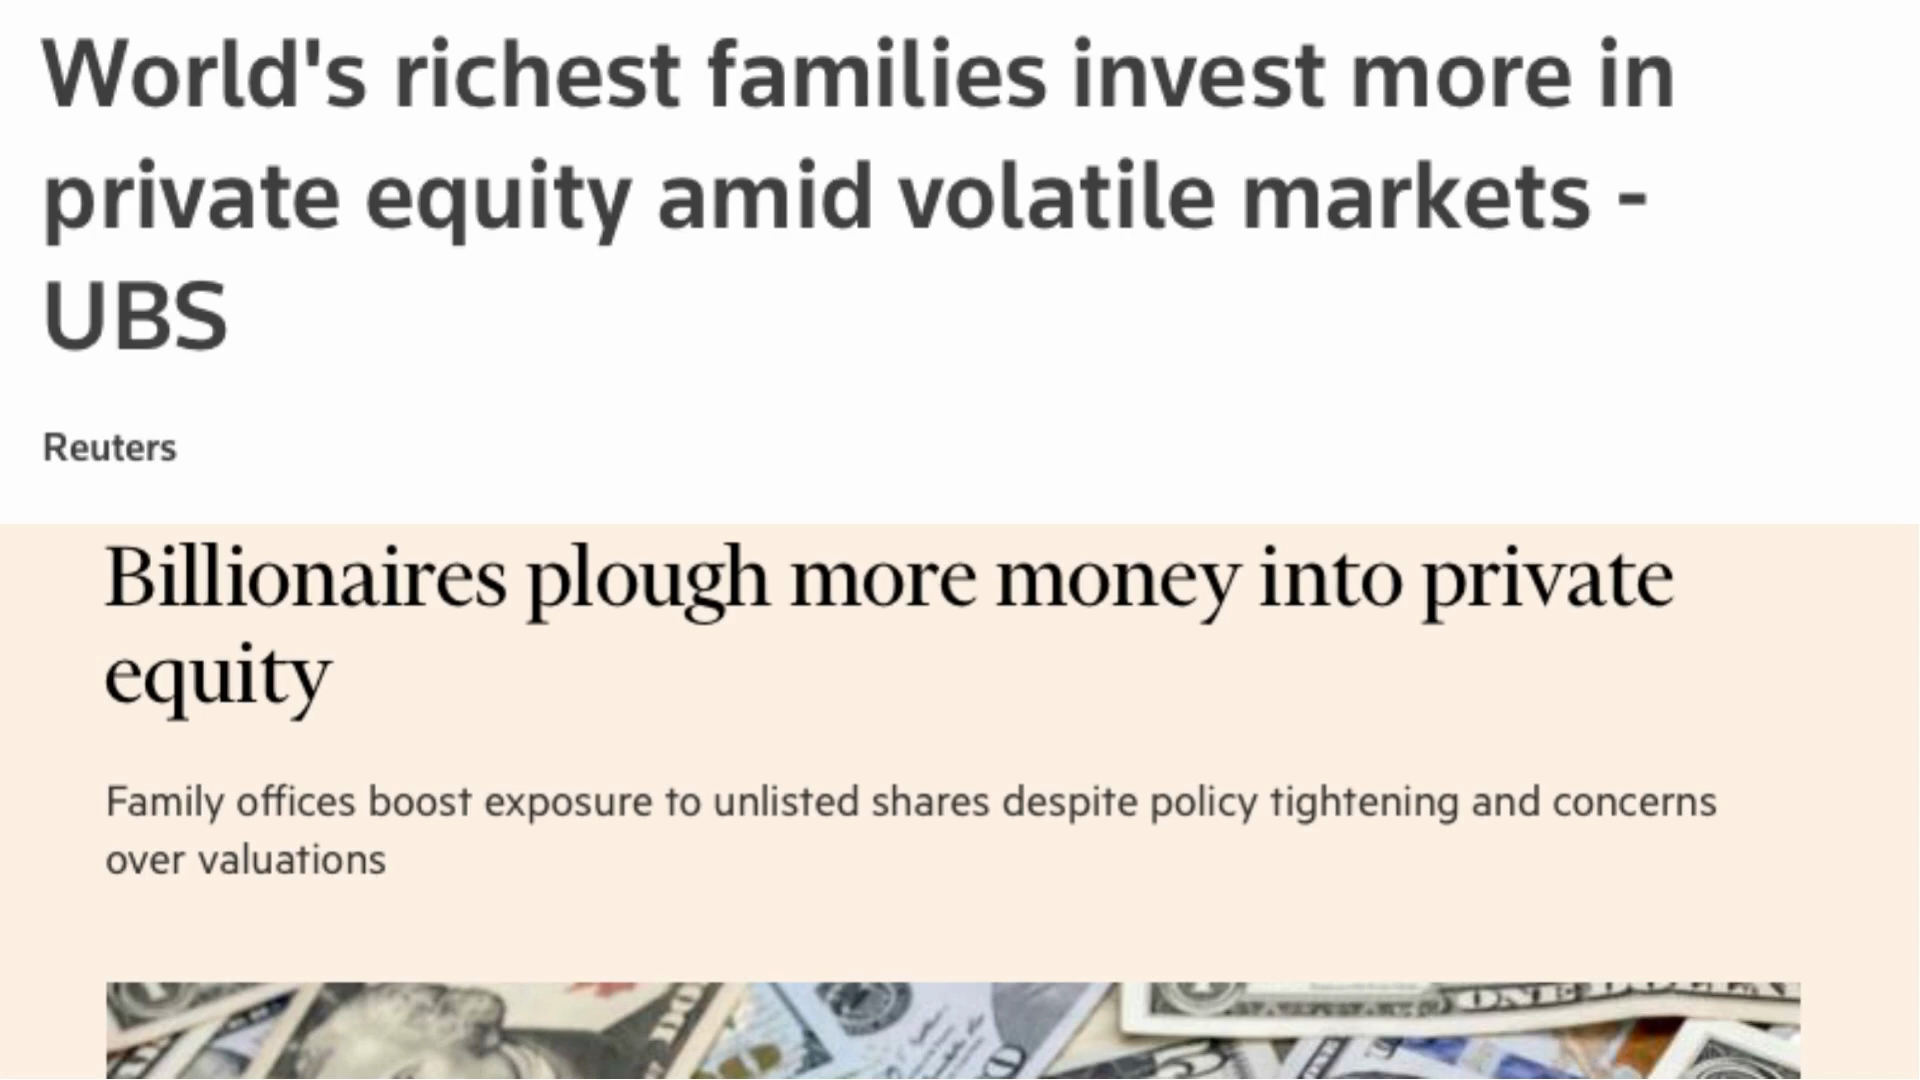 World's richest families invest more in
private equity amid volatile markets -
UBS
Reuters
Billionaires plough more money into private
equity
Family offices boost exposure to unlisted shares despite policy tightening and concerns
over valuations